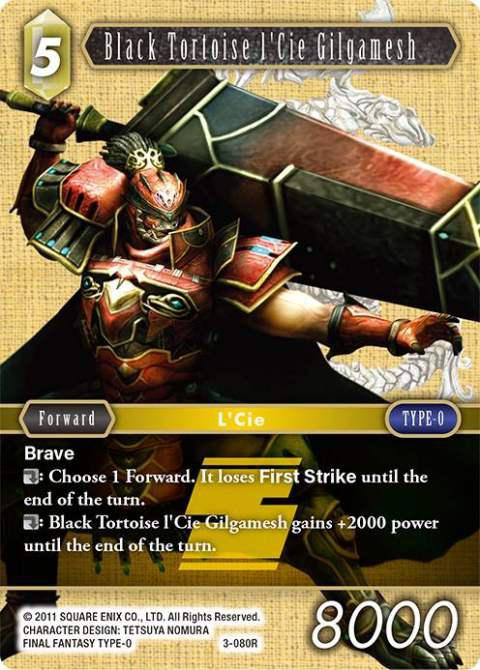 5
Black Tortoise l'Cie Gilgamesh
Forward
L'Cie
TYPE-0
Brave
: Choose 1 Forward. It loses First Strike until the
end of the turn.
: Black Tortoise l'Cie Gilgamesh gains +2000 power
until the end of the turn.
© 2011 SQUARE ENIX CO., LTD. All Rights Reserved.
CHARACTER DESIGN: TETSUYA NOMURA
FINAL FANTASY TYPE-0
3-080R
8000